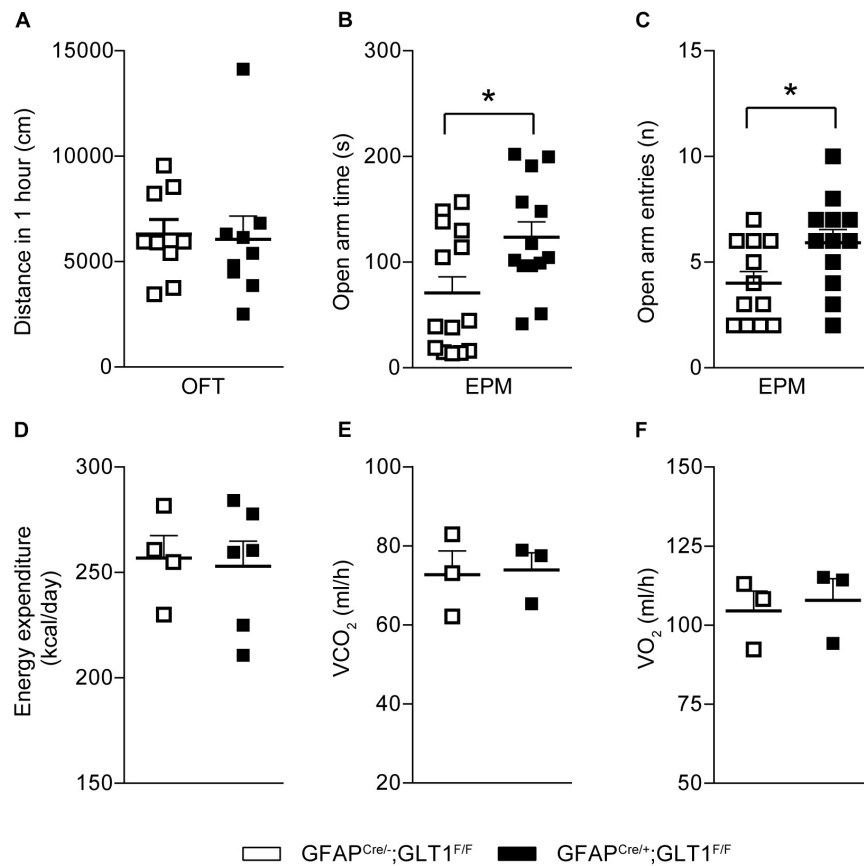 A
B
C
15000
10000
5000
0
Distance in 1 hour (cm)
OFT
300
200
100
0
Open arm time (s)
*
EPM
15
10
5
0
Open arm entries (n)
*
EPM
D
E
F
300
250
200
150
Energy expenditure
(kcal/day)
100
80
60
40
20
VCO₂ (ml/h)
150
125
100
75
50
VO₂ (ml/h)
GFAPCre/-;GLT1F/F
GFAPCre/+;GLT1F/F